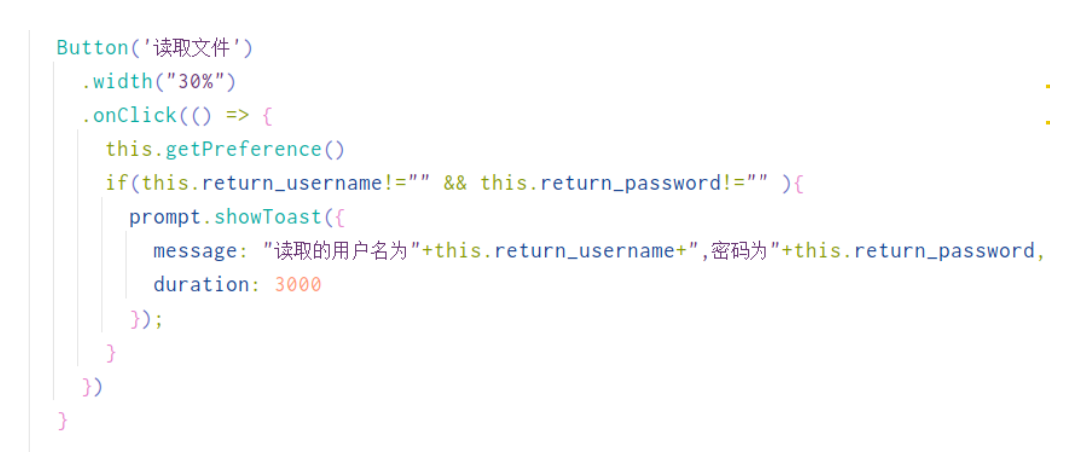 Button('读取文件')
.width("30%")
.onClick(() => {
this.getPreference()
if(this.return_username!="" && this.return_password!="" ){
prompt.showToast({
message: "读取的用户名为"+this.return_username+",密码为"+this.return_password,
duration: 3000
});
}
})
}